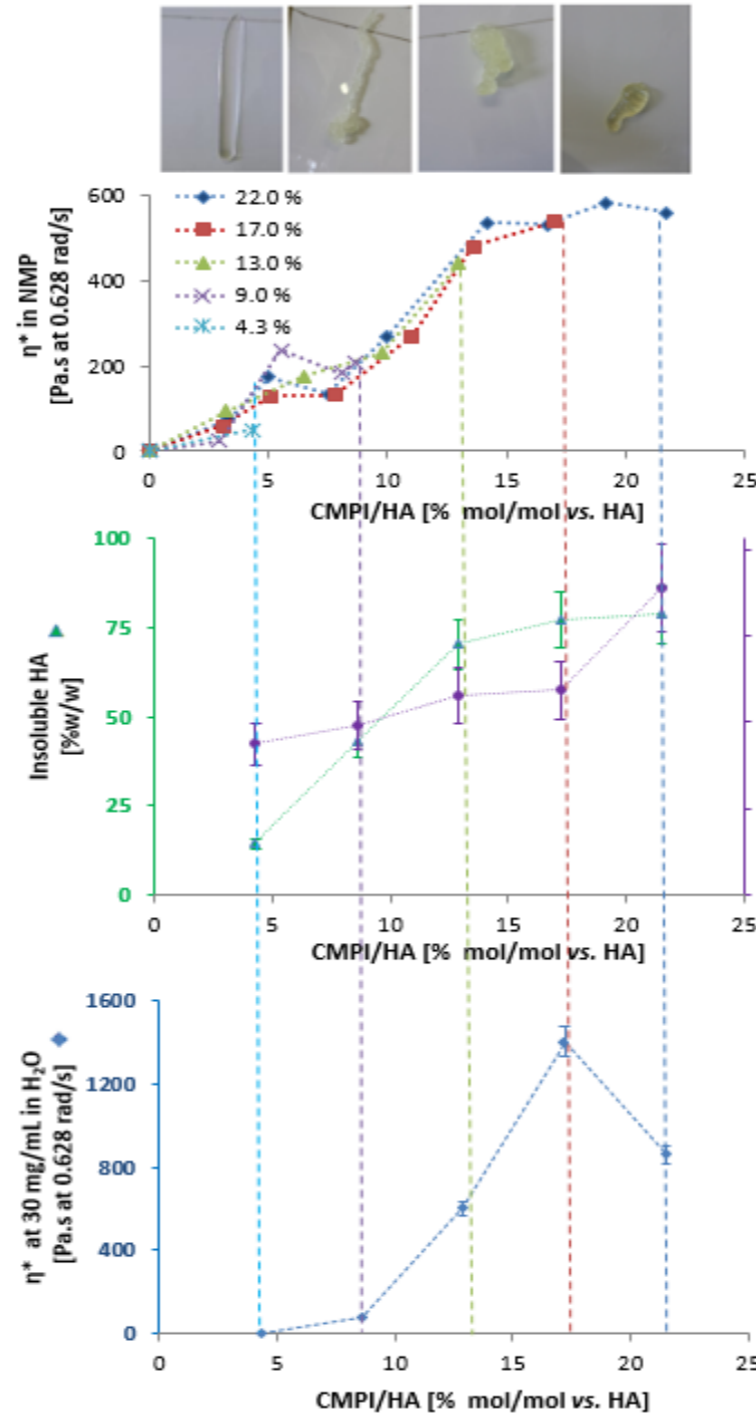 600
400
200
0
η* in NMP
[Pa.s at 0.628 rad/s]
22.0 %
17.0 %
13.0 %
9.0 %
4.3 %
0 5 10 15 20 25
CMPI/HA [% mol/mol vs. HA]
100
75
50
25
0
Insoluble HA
[%w/w]
0 5 10 15 20 25
CMPI/HA [% mol/mol vs. HA]
1600
1200
800
400
0
η* at 30 mg/mL in H₂O
[Pa.s at 0.628 rad/s]
0 5 10 15 20 25
CMPI/HA [% mol/mol vs. HA]